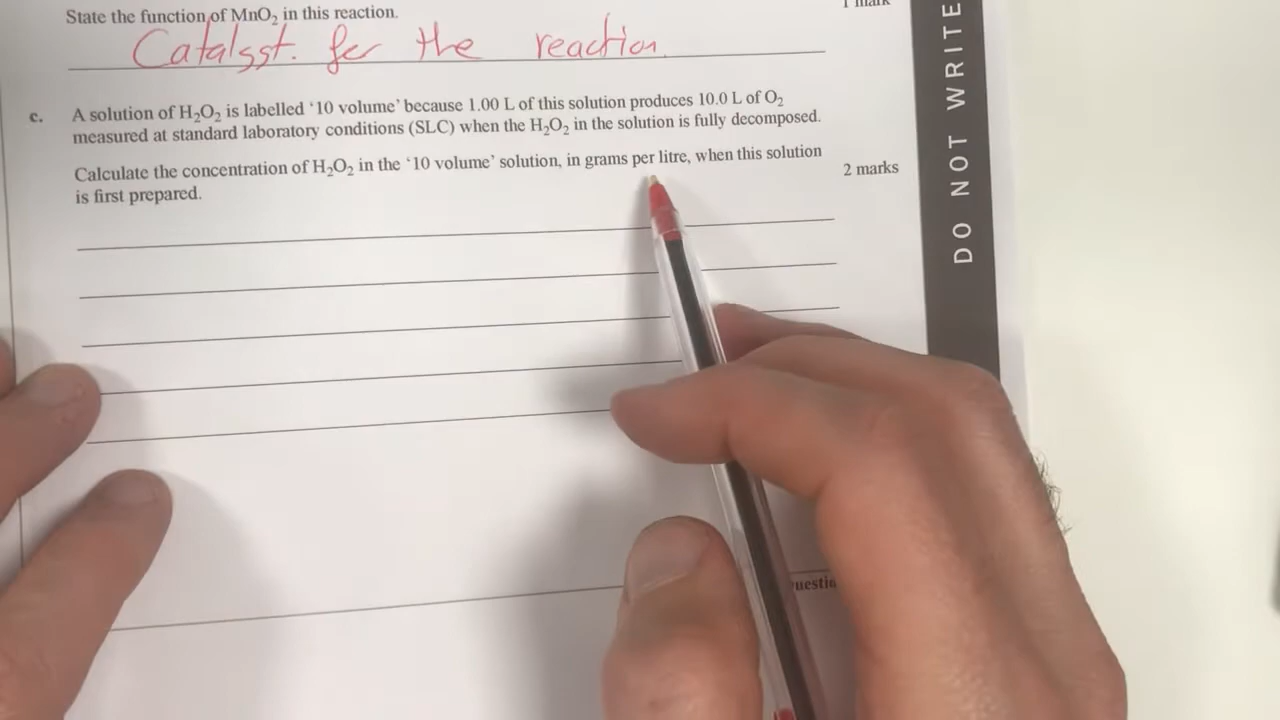 State the function of MnO₂ in this reaction.
1 mark
Catalyst. for the reaction.
c. A solution of H₂O₂ is labelled ‘10 volume’ because 1.00 L of this solution produces 10.0 L of O₂
measured at standard laboratory conditions (SLC) when the H₂O₂ in the solution is fully decomposed.
Calculate the concentration of H₂O₂ in the ‘10 volume’ solution, in grams per litre, when this solution
is first prepared.
2 marks
DO NOT WRITE